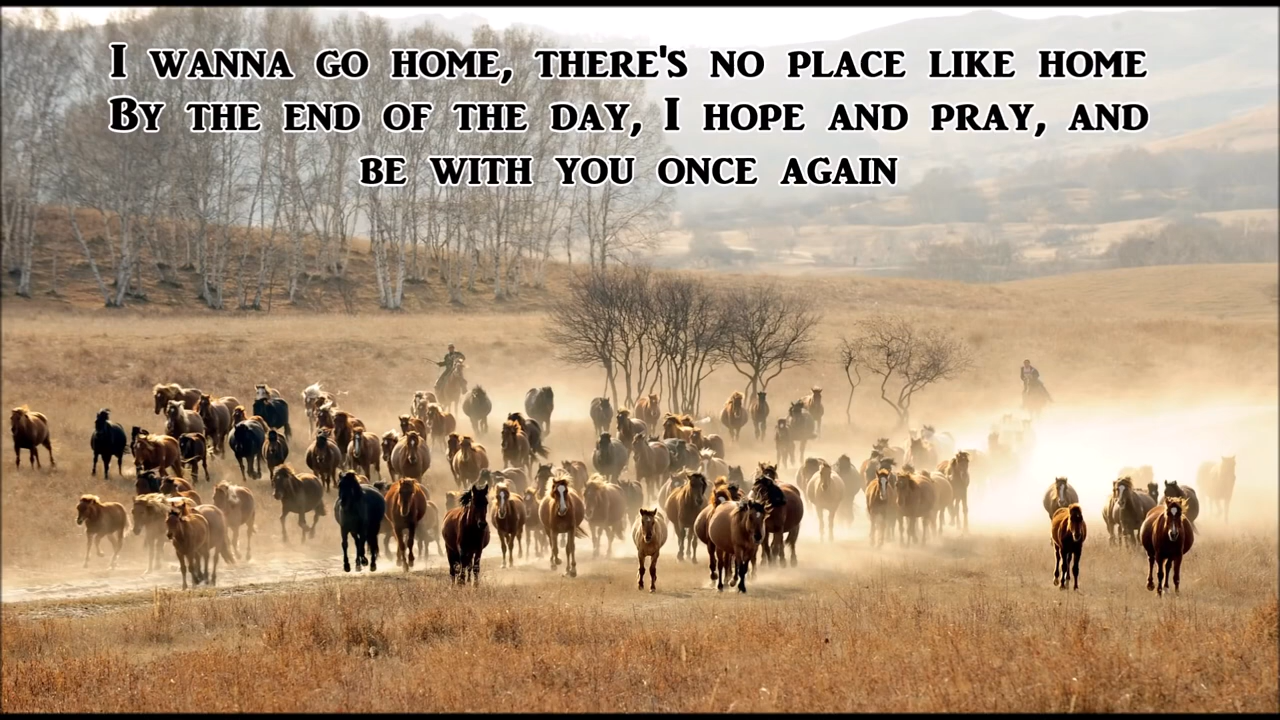 I wanna go home, there's no place like home
By the end of the day, I hope and pray, and
be with you once again